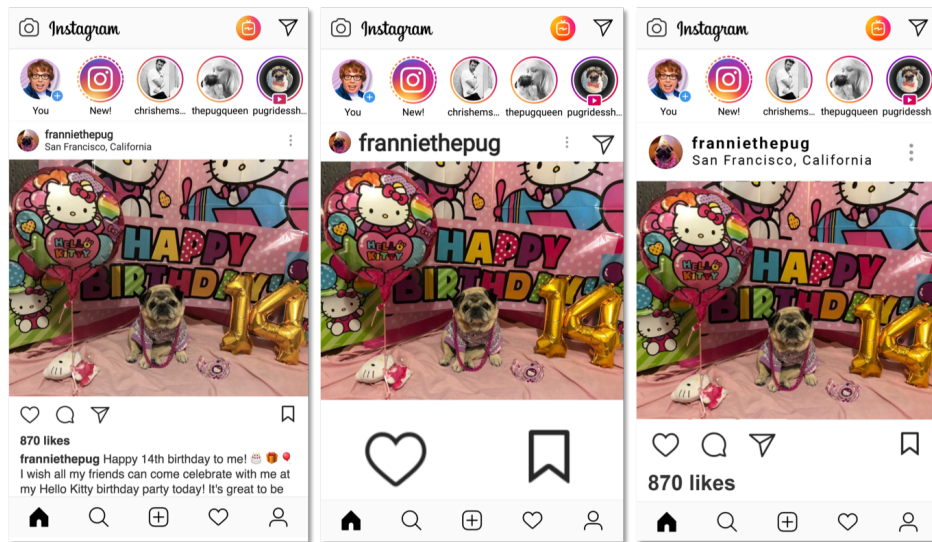 Instagram
You
New!
chrishems...
thepugqueen
pugridessh...
franniethepug
San Francisco, California
HELLO
KITTY
HAPPY
BIRTHDAY!
14
870 likes
franniethepug Happy 14th birthday to me! 🎂 🎁 🎈
I wish all my friends can come celebrate with me at
my Hello Kitty birthday party today! It's great to be
Instagram
You
New!
chrishems...
thepugqueen
pugridessh...
franniethepug
HELLO
KITTY
HAPPY
BIRTHDAY!
14
Instagram
You
New!
chrishems...
thepugqueen
pugridessh
franniethepug
San Francisco, California
HELLO
KITTY
HAPPY
BIRTHDAY!
14
870 likes